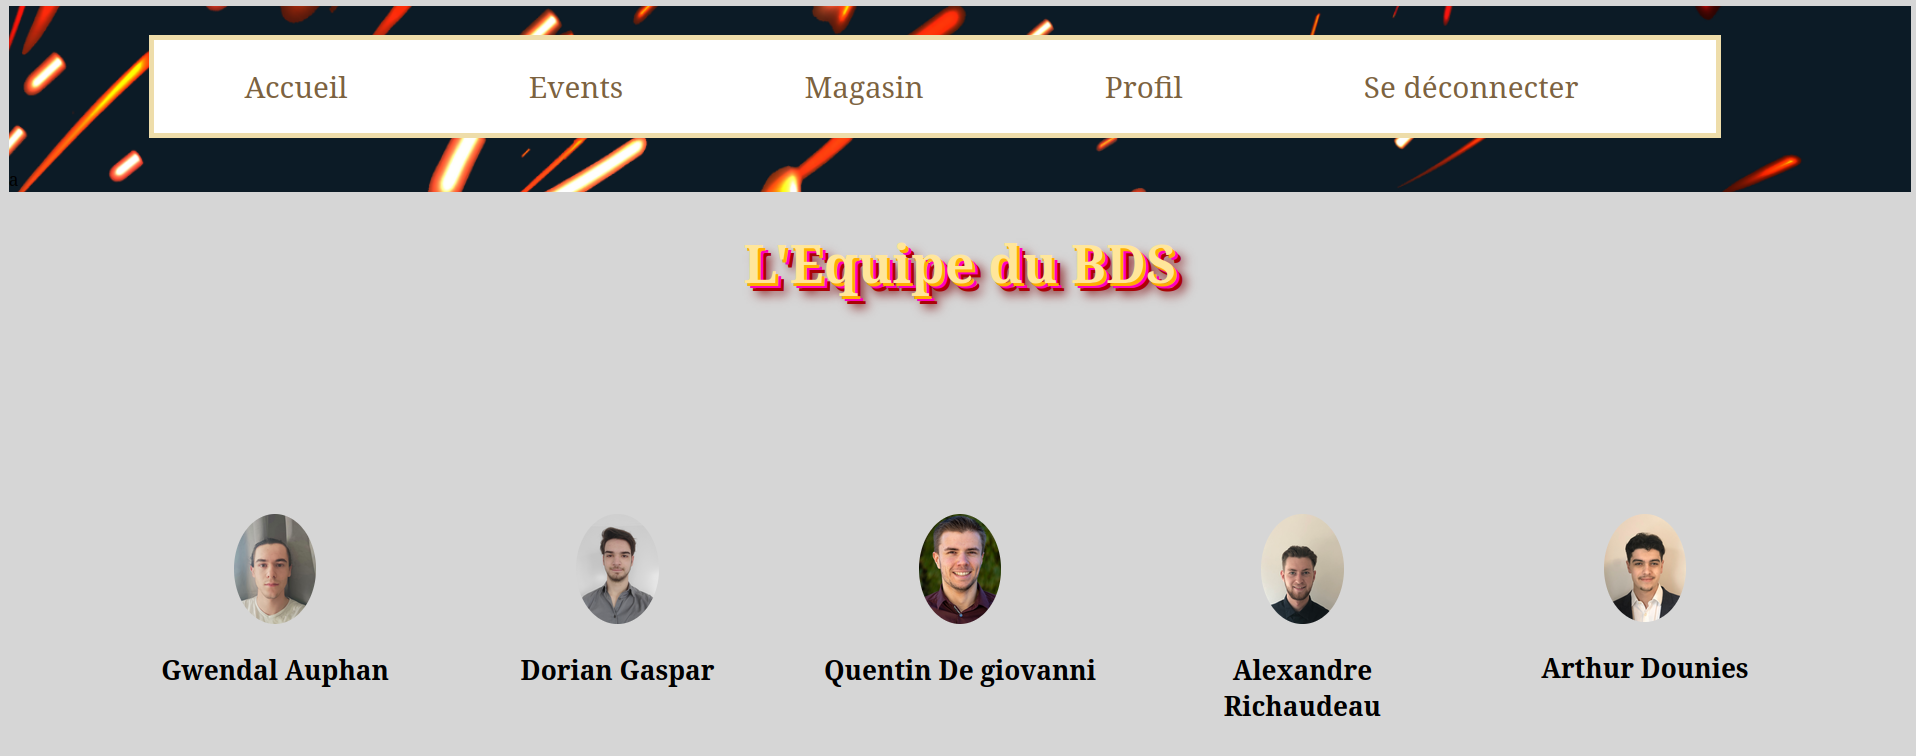 Accueil Events Magasin Profil Se déconnecter
a
L'Equipe du BDS
Gwendal Auphan Dorian Gaspar Quentin De giovanni Alexandre Arthur Dounies
Richaudeau